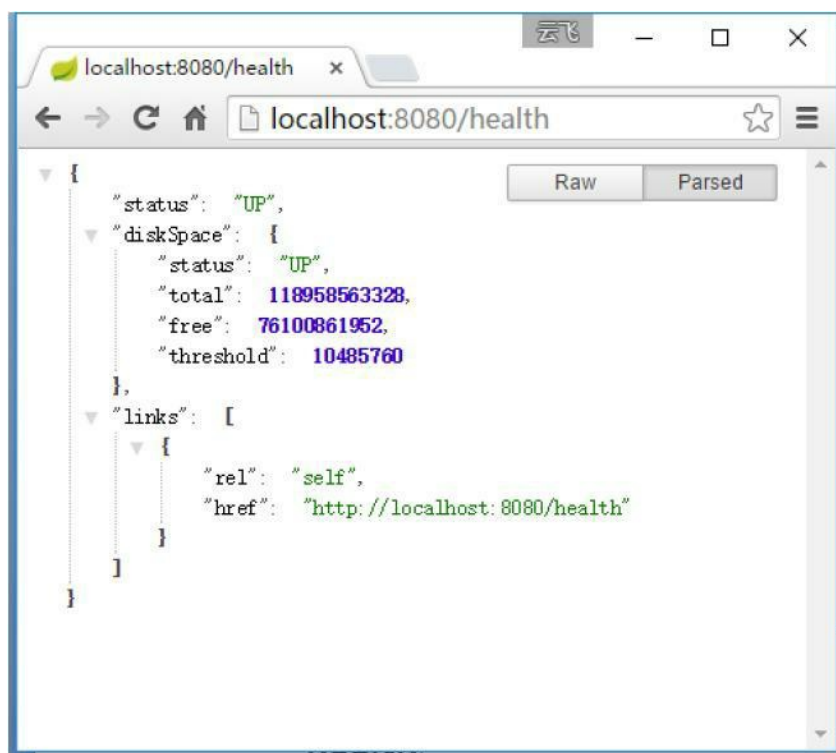 云飞
localhost:8080/health
localhost:8080/health
Raw Parsed
{
"status": "UP",
"diskSpace": {
"status": "UP",
"total": 118958563328,
"free": 76100861952,
"threshold": 10485760
},
"links": [
{
"rel": "self",
"href": "http://localhost:8080/health"
}
]
}